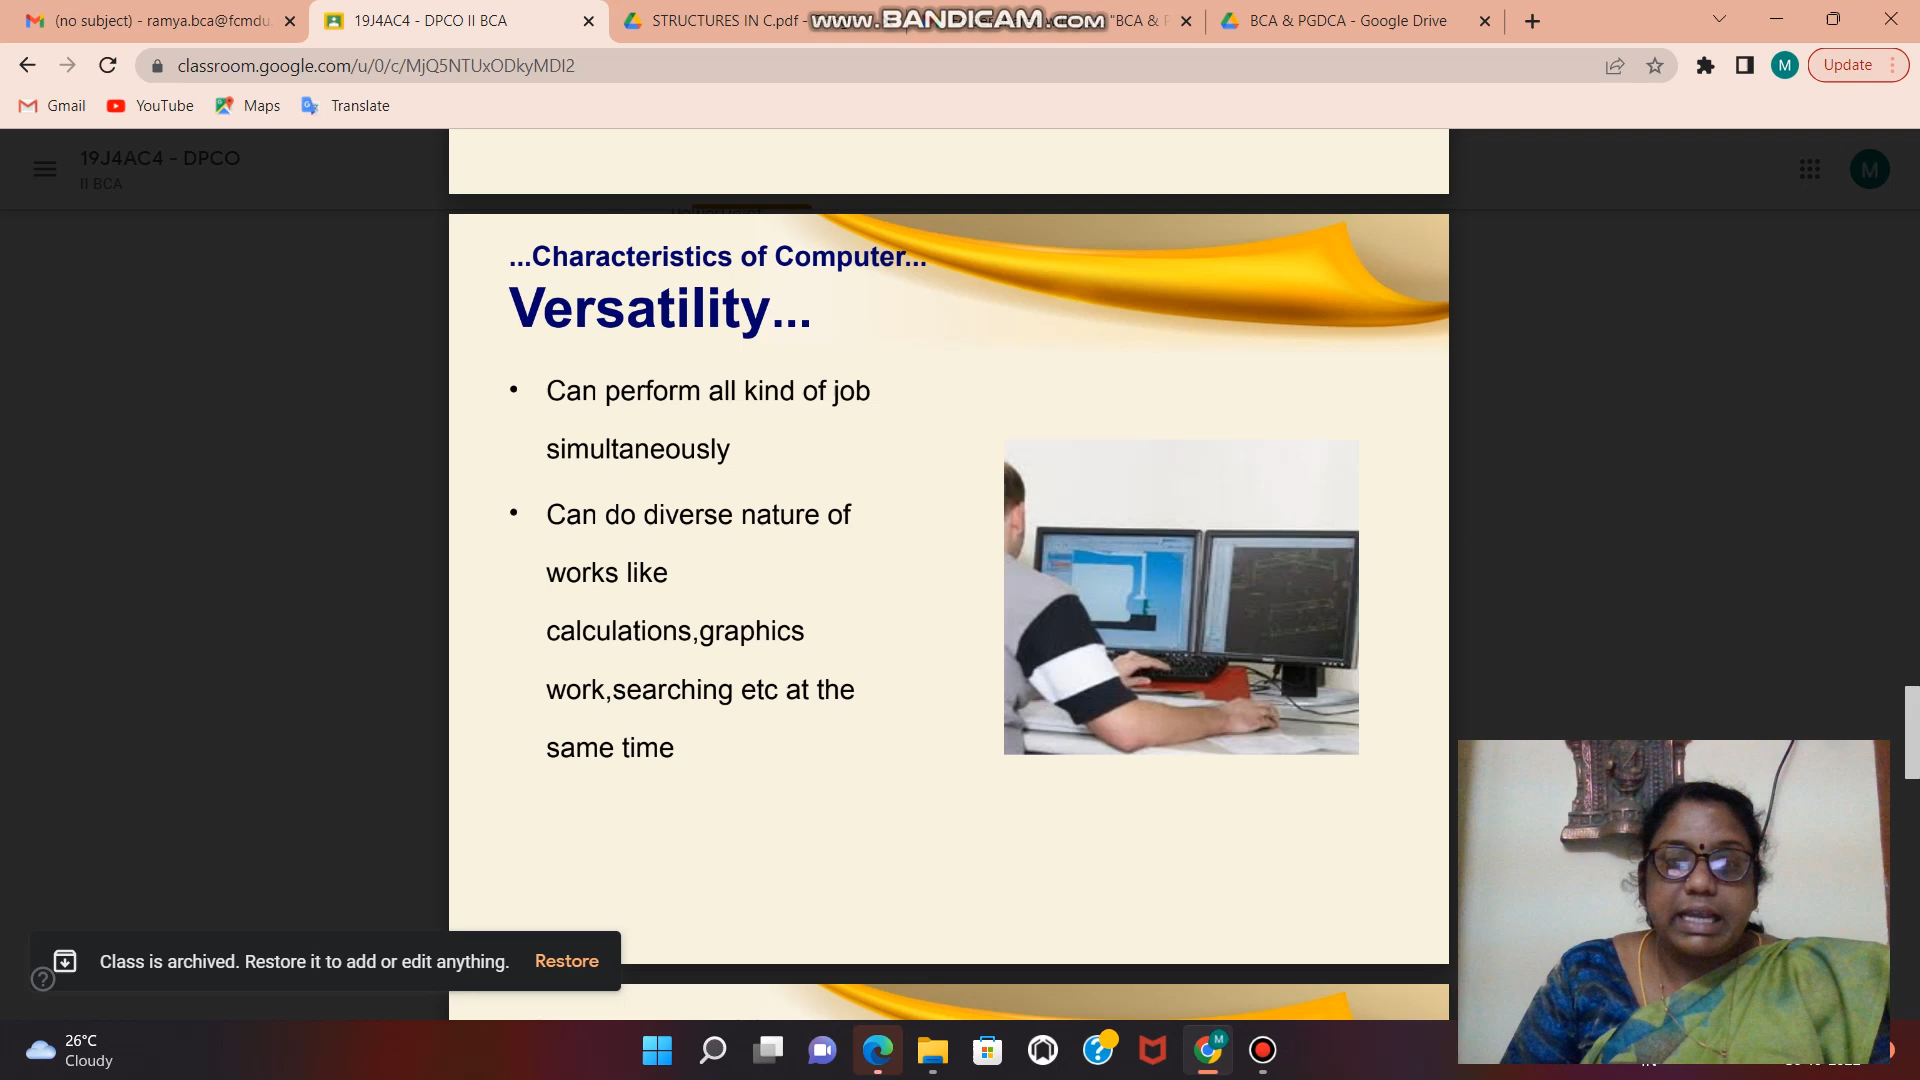 (no subject) - ramya.bca@fcmdu
19J4AC4 - DPCO II BCA
STRUCTURES IN C.pdf -
www.BANDICAM.com
"BCA & P
BCA & PGDCA - Google Drive
classroom.google.com/u/0/c/MjQ5NTUxODkyMDI2
M
Update
Gmail
YouTube
Maps
Translate
19J4AC4 - DPCO
II BCA
M
...Characteristics of Computer...
Versatility...
• Can perform all kind of job
simultaneously
• Can do diverse nature of
works like
calculations,graphics
work,searching etc at the
same time
Class is archived. Restore it to add or edit anything.
Restore
26°C
Cloudy
M